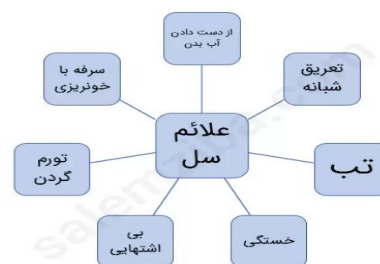 علائم
سل
از دست دادن
آب بدن
تعریق
شبانه
تب
خستگی
بی
اشتهایی
تورم
گردن
سرفه با
خونریزی